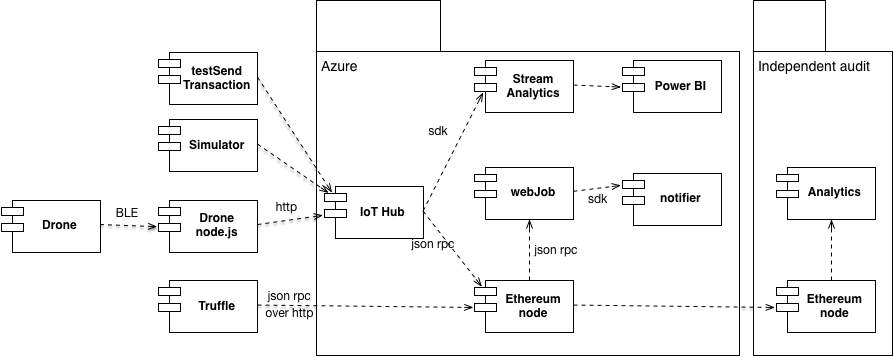 Azure
Independent audit
testSend
Transaction
Stream
Analytics
Power BI
sdk
Simulator
IoT Hub
webJob
sdk
notifier
Analytics
Drone
BLE
Drone
node.js
http
json rpc
json rpc
Truffle
json rpc
over http
Ethereum
node
Ethereum
node